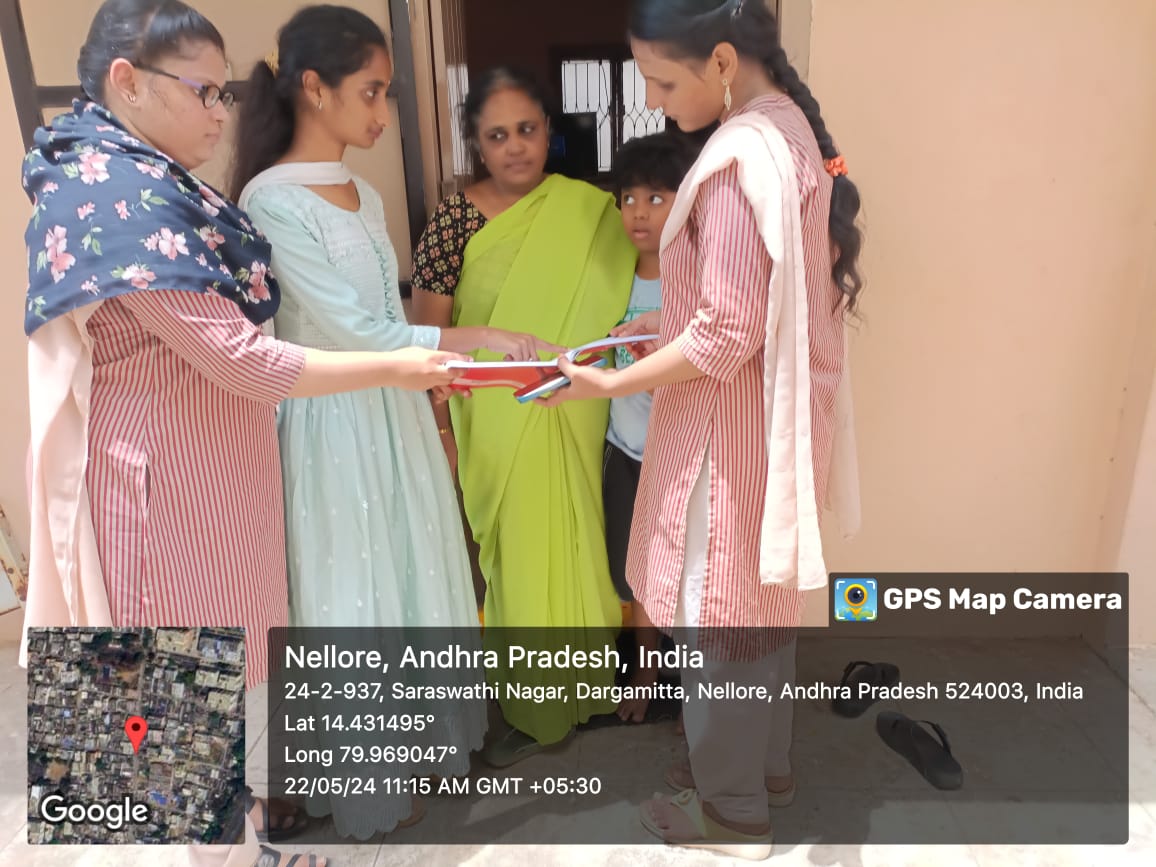 GPS Map Camera
Nellore, Andhra Pradesh, India
24-2-937, Saraswathi Nagar, Dargamitta, Nellore, Andhra Pradesh 524003, India
Lat 14.431495°
Long 79.969047°
22/05/24 11:15 AM GMT +05:30
Google